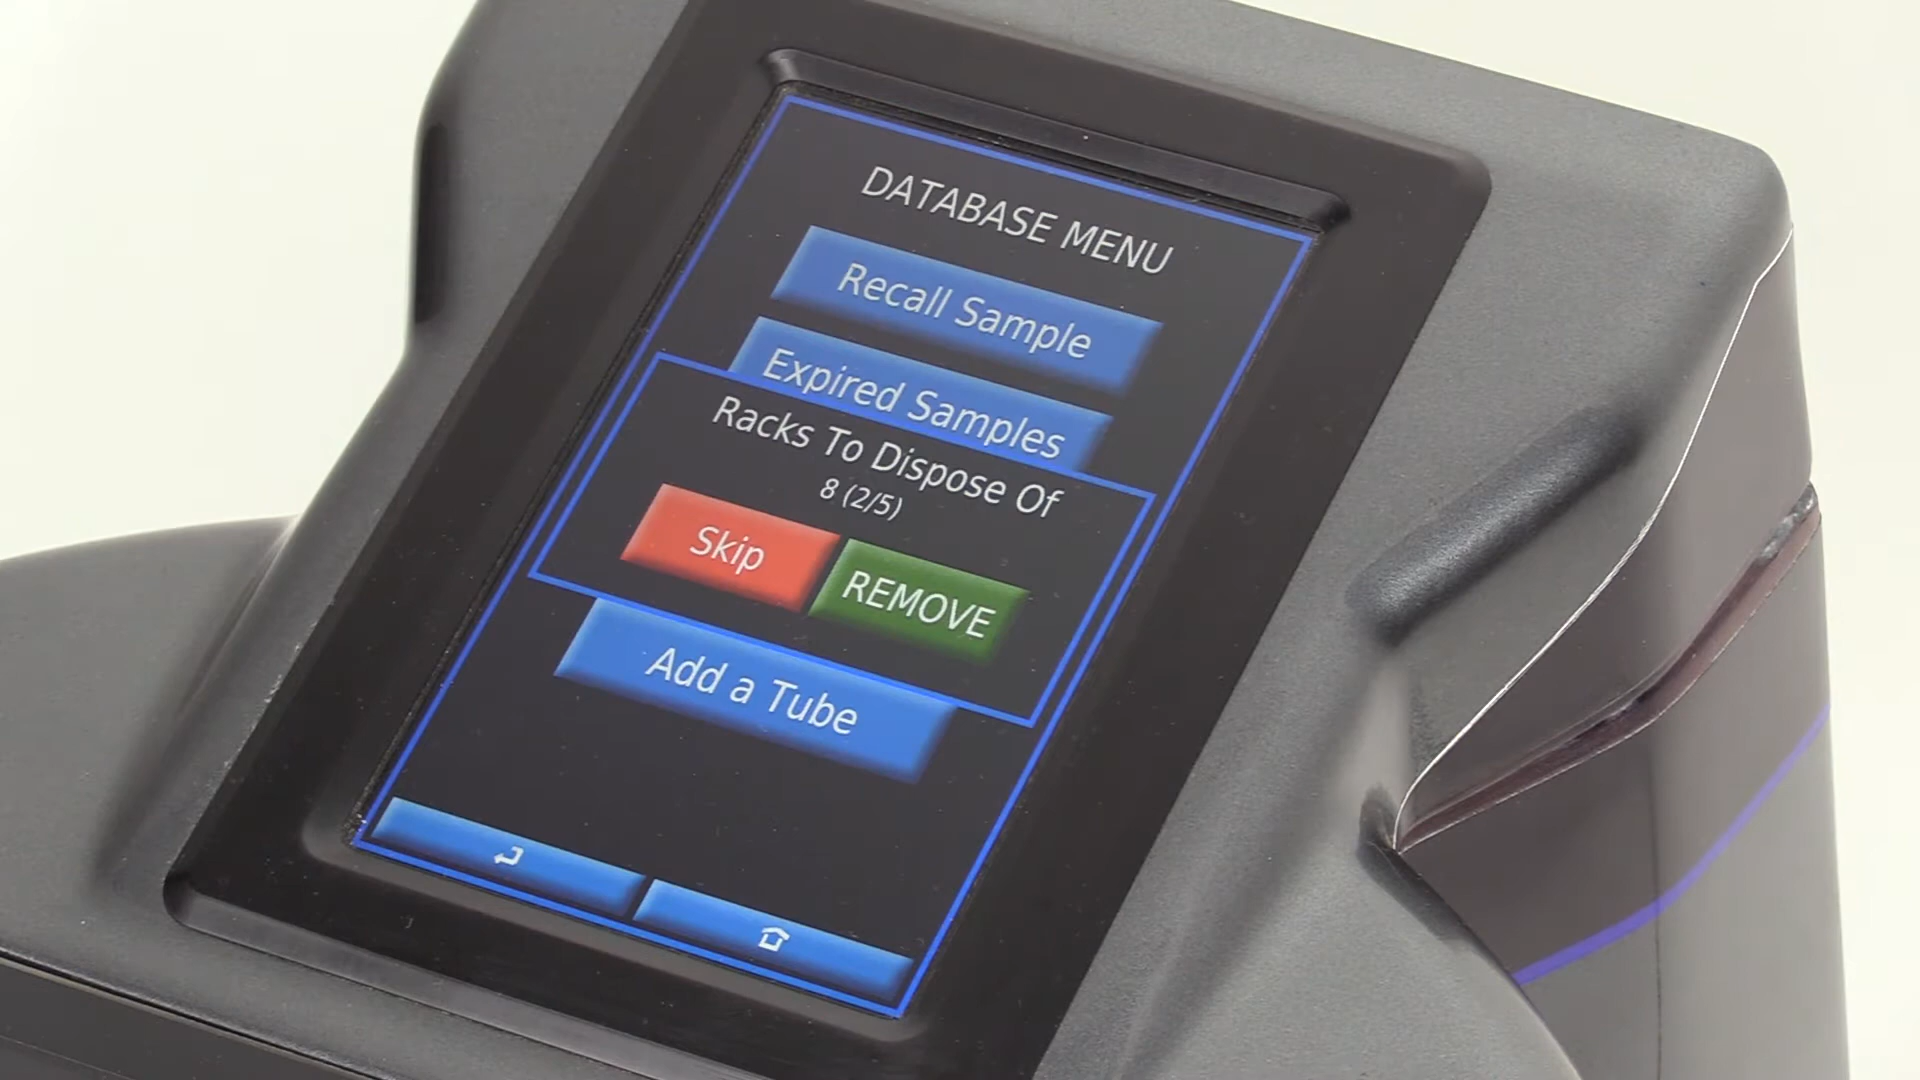 DATABASE MENU
Recall Sample
Expired Samples
Racks To Dispose Of
8 (2/5)
Skip
REMOVE
Add a Tube